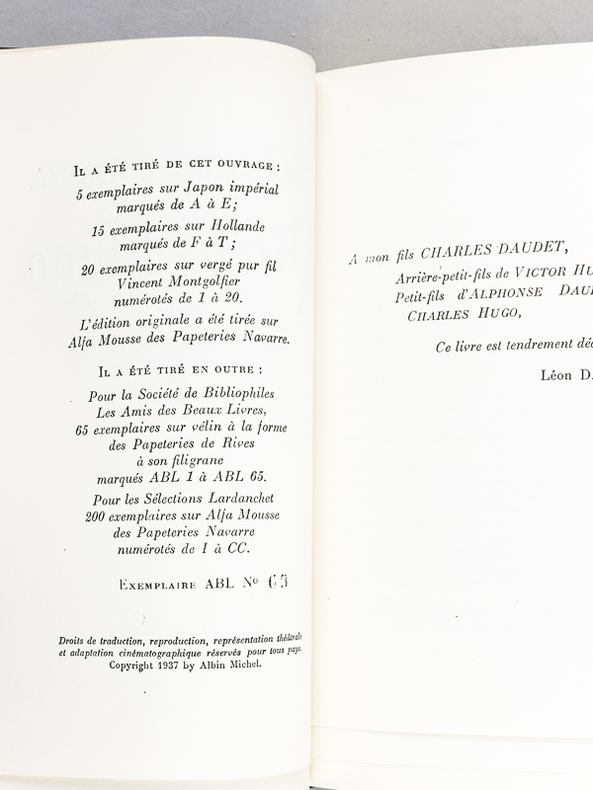 Il a été tiré de cet ouvrage :
5 exemplaires sur Japon impérial
marqués de A à E;
15 exemplaires sur Hollande
marqués de F à T ;
20 exemplaires sur vergé pur fil
Vincent Montgolfier
numérotés de 1 à 20.
L'édition originale a été tirée sur
Alfa Mousse des Papeteries Navarre.
Il a été tiré en outre :
Pour la Société de Bibliophiles
Les Amis des Beaux Livres,
65 exemplaires sur vélin à la forme
des Papeteries de Rives
à son filigrane
marqués ABL 1 à ABL 65.
Pour les Sélections Lardanchet
200 exemplaires sur Alfa Mousse
des Papeteries Navarre
numérotés de I à CC.
Exemplaire ABL Nº
Droits de traduction, reproduction, représentation théâtrale
et adaptation cinématographique réservés pour tous pays.
Copyright 1937 by Albin Michel.
A mon fils CHARLES DAUDET,
Arrière-petit-fils de VICTOR HU
Petit-fils d'ALPHONSE DAU
CHARLES HUGO,
Ce livre est tendrement déd
Léon D.